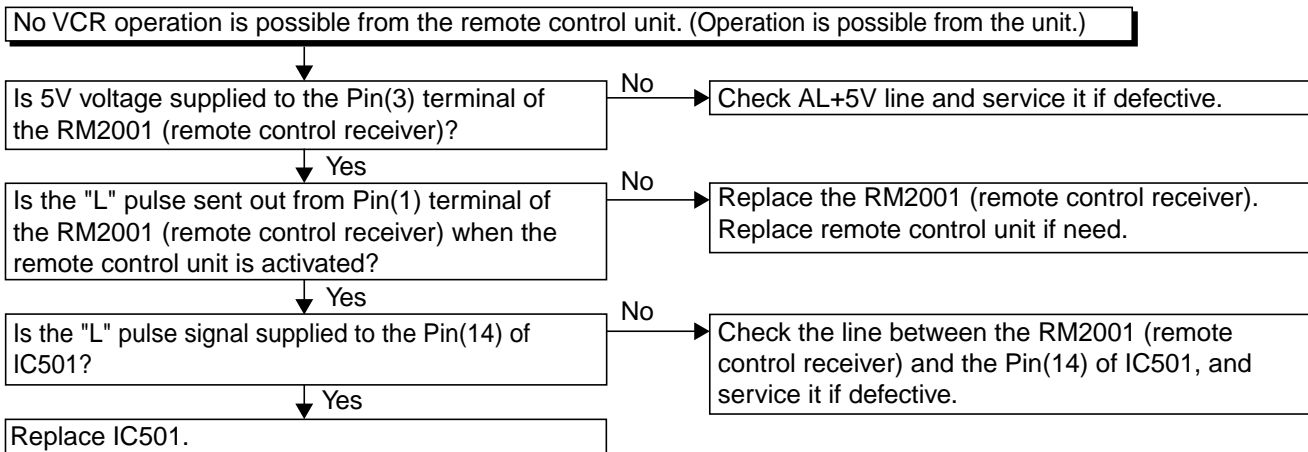 No VCR operation is possible from the remote control unit. (Operation is possible from the unit.)
Is 5V voltage supplied to the Pin(3) terminal of
the RM2001 (remote control receiver)?
No
Check AL+5V line and service it if defective.
Yes
Is the "L" pulse sent out from Pin(1) terminal of
the RM2001 (remote control receiver) when the
remote control unit is activated?
No
Replace the RM2001 (remote control receiver).
Replace remote control unit if need.
Yes
Is the "L" pulse signal supplied to the Pin(14) of
IC501?
No
Check the line between the RM2001 (remote
control receiver) and the Pin(14) of IC501, and
service it if defective.
Yes
Replace IC501.